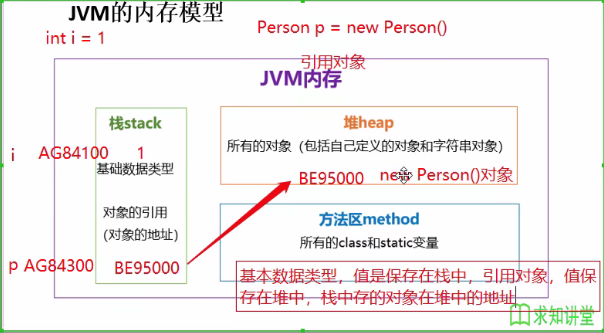 JVM的内存模型
int i = 1
Person p = new Person()
引用对象
JVM内存
栈stack
i AG84100 1
基础数据类型
对象的引用
(对象的地址)
p AG84300 BE95000
堆heap
所有的对象（包括自己定义的对象和字符串对象）
BE95000 new Person()对象
方法区method
所有的class和static变量
基本数据类型，值是保存在栈中，引用对象，值保
存在堆中，栈中存的对象在堆中的地址
求知讲堂